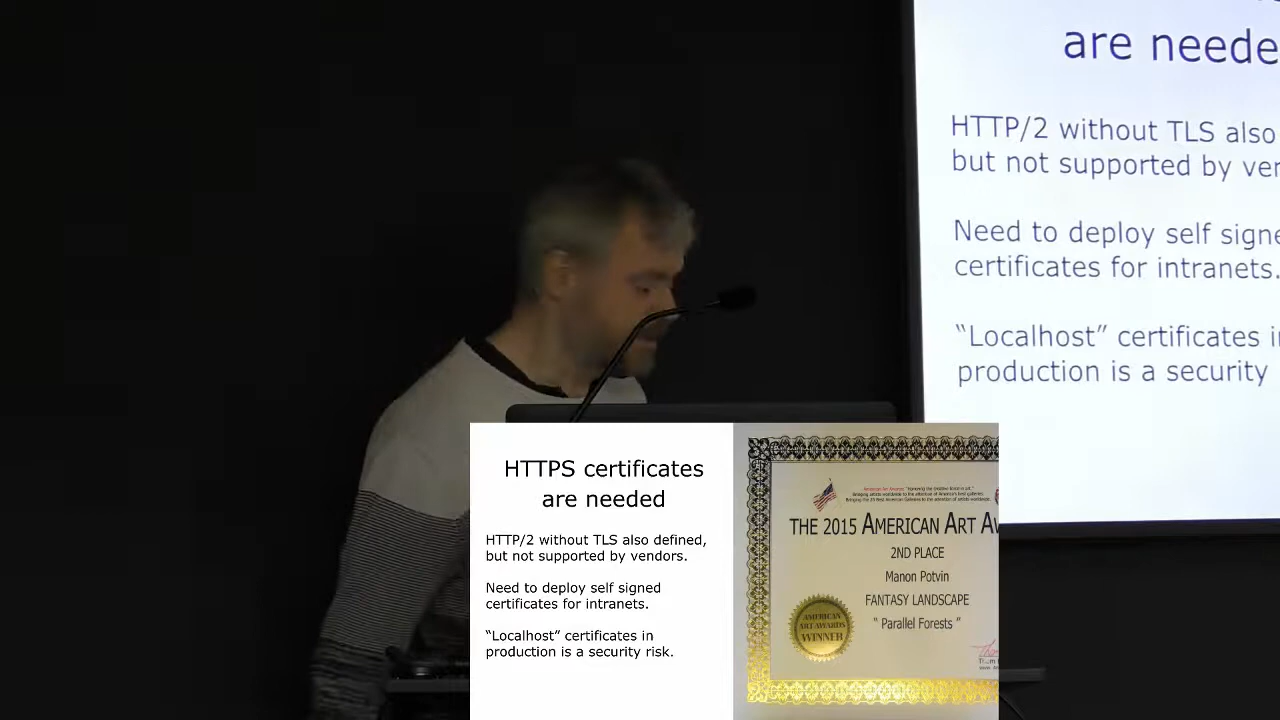 are neede
HTTP/2 without TLS also
but not supported by ver
Need to deploy self signe
certificates for intranets.
“Localhost” certificates i
production is a security
HTTPS certificates
are needed
HTTP/2 without TLS also defined,
but not supported by vendors.
Need to deploy self signed
certificates for intranets.
“Localhost” certificates in
production is a security risk.
THE 2015 AMERICAN ART AW
2ND PLACE
Manon Potvin
FANTASY LANDSCAPE
“ Parallel Forests ”
AMERICAN
ART AWARDS
WINNER